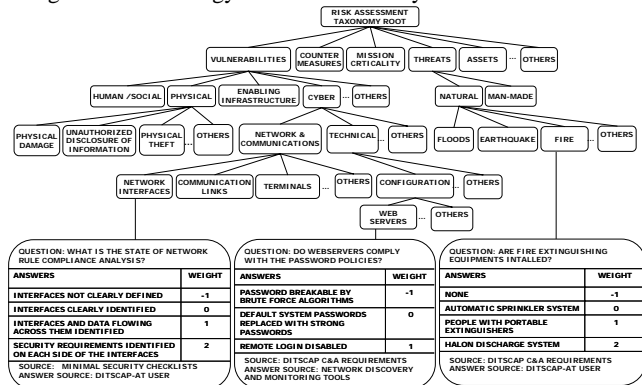 RISK ASSESSMENT
TAXONOMY ROOT
VULNERABILITIES
COUNTER
MEASURES
MISSION
CRTICALITY
THREATS
ASSETS
...
OTHERS
HUMAN /SOCIAL
PHYSICAL
ENABLING
INFRASTRUCTURE
CYBER
...
OTHERS
NATURAL
MAN-MADE
PHYSICAL
DAMAGE
UNAUTHORIZED
DISCLOSURE OF
INFORMATION
PHYSICAL
THEFT
...
OTHERS
NETWORK &
COMMUNICATIONS
TECHNICAL
...
OTHERS
FLOODS
EARTHQUAKE
FIRE
...
OTHERS
NETWORK
INTERFACES
COMMUNICATION
LINKS
TERMINALS
...
OTHERS
CONFIGURATION
...
OTHERS
WEB
SERVERS
...
OTHERS
QUESTION: WHAT IS THE STATE OF NETWORK
RULE COMPLIANCE ANALYSIS?
ANSWERS WEIGHT
INTERFACES NOT CLEARLY DEFINED -1
INTERFACES CLEARLY IDENTIFIED 0
INTERFACES AND DATA FLOWING
ACROSS THEM IDENTIFIED 1
SECURITY REQUIREMENTS IDENTIFIED
ON EACH SIDE OF THE INTERFACES 2
SOURCE: MINIMAL SECURITY CHECKLISTS
ANSWER SOURCE: DITSCAP-AT USER
QUESTION: DO WEBSERVERS COMPLY
WITH THE PASSWORD POLICIES?
ANSWERS WEIGHT
PASSWORD BREAKABLE BY
BRUTE FORCE ALGORITHMS -1
DEFAULT SYSTEM PASSWORDS
REPLACED WITH STRONG
PASSWORDS 0
REMOTE LOGIN DISABLED 1
SOURCE: DITSCAP C&A REQUIREMENTS
ANSWER SOURCE: NETWORK DISCOVERY
AND MONITORING TOOLS
QUESTION: ARE FIRE EXTINGUISHING
EQUIPMENTS INTALLED?
ANSWERS WEIGHT
NONE -1
AUTOMATIC SPRINKLER SYSTEM 0
PEOPLE WITH PORTABLE
EXTINGUISHERS 1
HALON DISCHARGE SYSTEM 2
SOURCE: DITSCAP C&A REQUIREMENTS
ANSWER SOURCE: DITSCAP-AT USER